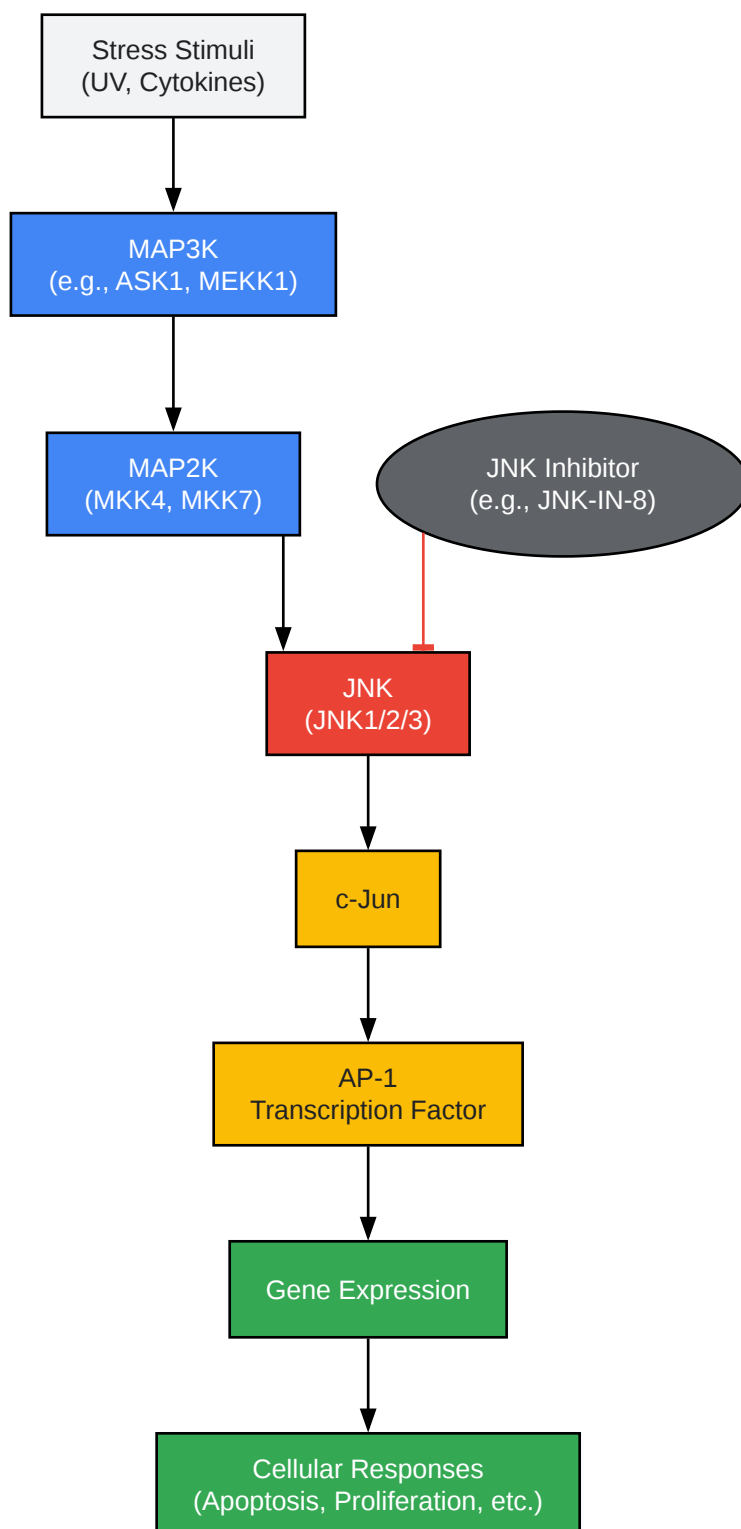 Stress Stimuli
(UV, Cytokines)
MAP3K
(e.g., ASK1, MEKK1)
MAP2K
(MKK4, MKK7)
JNK Inhibitor
(e.g., JNK-IN-8)
JNK
(JNK1/2/3)
c-Jun
AP-1
Transcription Factor
Gene Expression
Cellular Responses
(Apoptosis, Proliferation, etc.)